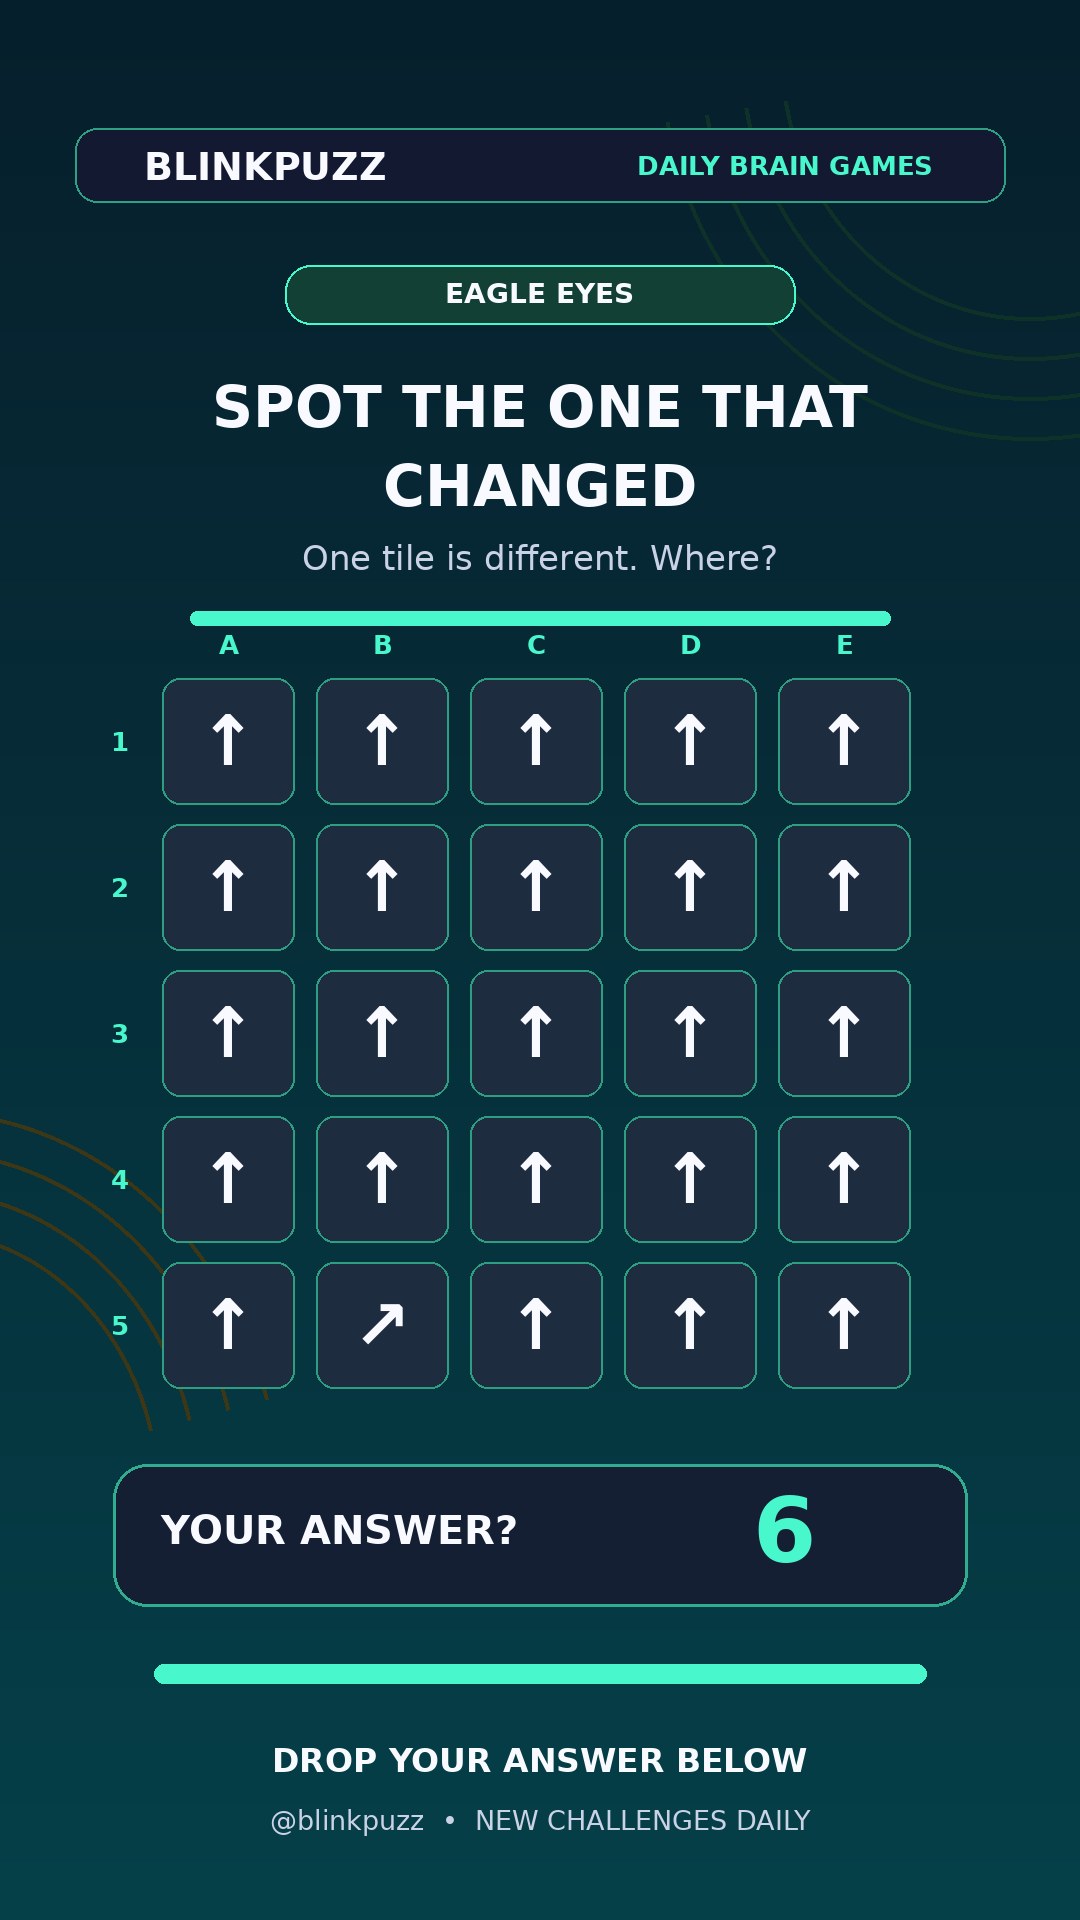 BLINKPUZZ DAILY BRAIN GAMES
EAGLE EYES
SPOT THE ONE THAT
CHANGED
One tile is different. Where?
A B C D E
1 ↑ ↑ ↑ ↑ ↑
2 ↑ ↑ ↑ ↑ ↑
3 ↑ ↑ ↑ ↑ ↑
4 ↑ ↑ ↑ ↑ ↑
5 ↑ ↗ ↑ ↑ ↑
YOUR ANSWER? 6
DROP YOUR ANSWER BELOW
@blinkpuzz • NEW CHALLENGES DAILY